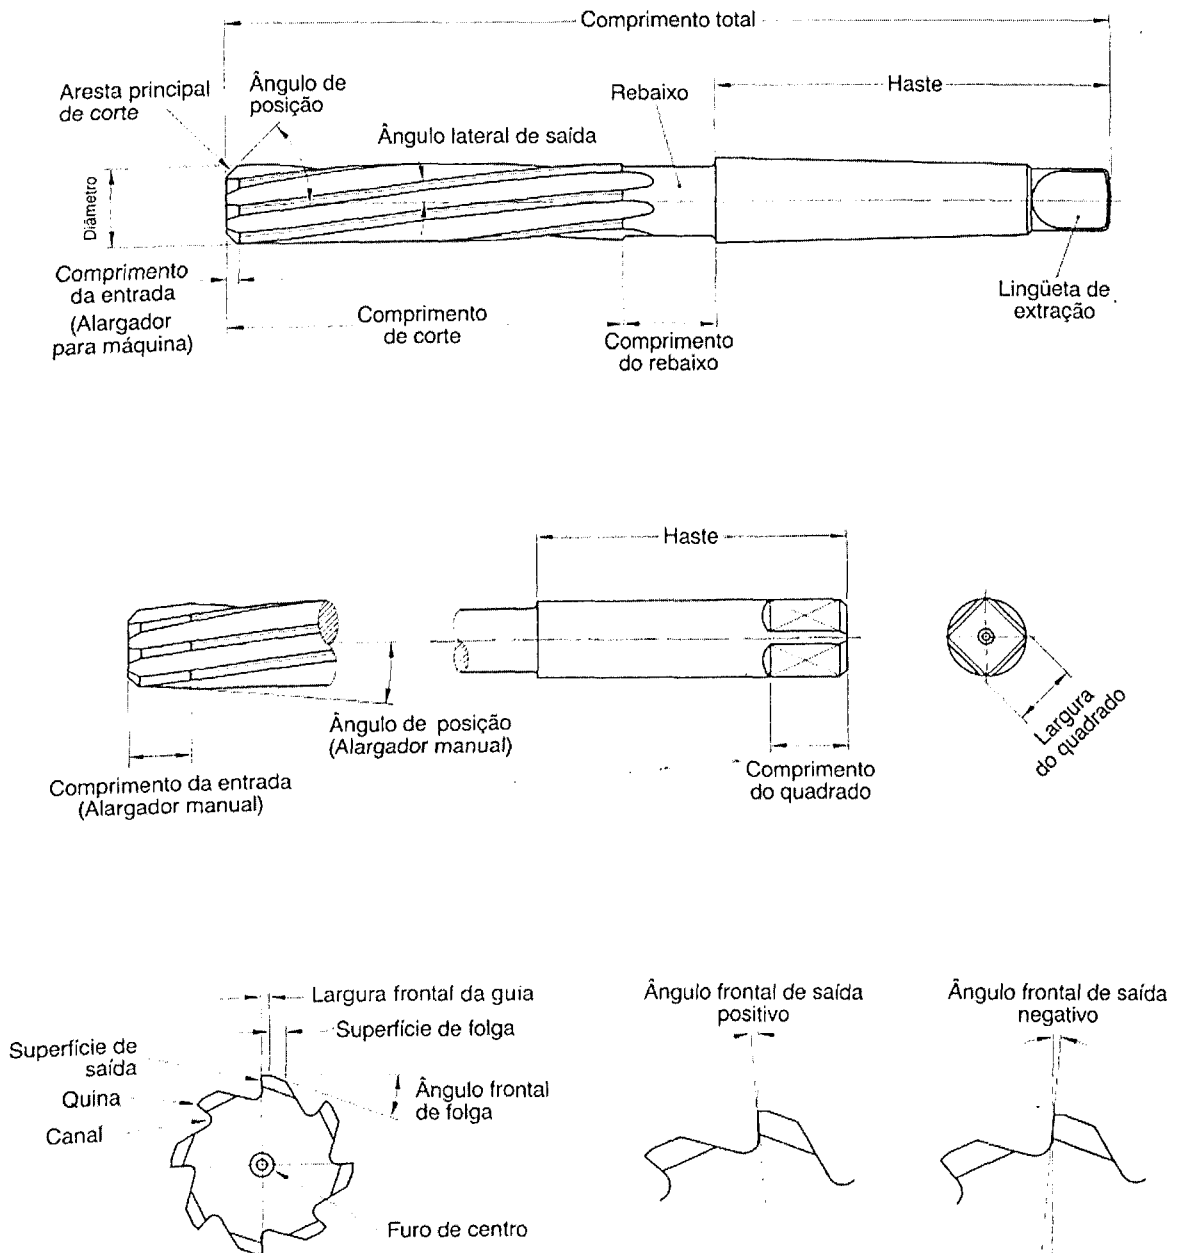 Comprimento total
Aresta principal
de corte
Ângulo de
posição
Rebaixo
Haste
Ângulo lateral de saída
Diâmetro
Comprimento
da entrada
(Alargador
para máquina)
Comprimento
de corte
Comprimento
do rebaixo
Lingüeta de
extração
Haste
Ângulo de posição
(Alargador manual)
Comprimento da entrada
(Alargador manual)
Comprimento
do quadrado
Largura
do quadrado
Largura frontal da guia
Superfície de folga
Superfície de
saída
Quina
Canal
Ângulo frontal
de folga
Furo de centro
Ângulo frontal de saída
positivo
Ângulo frontal de saída
negativo